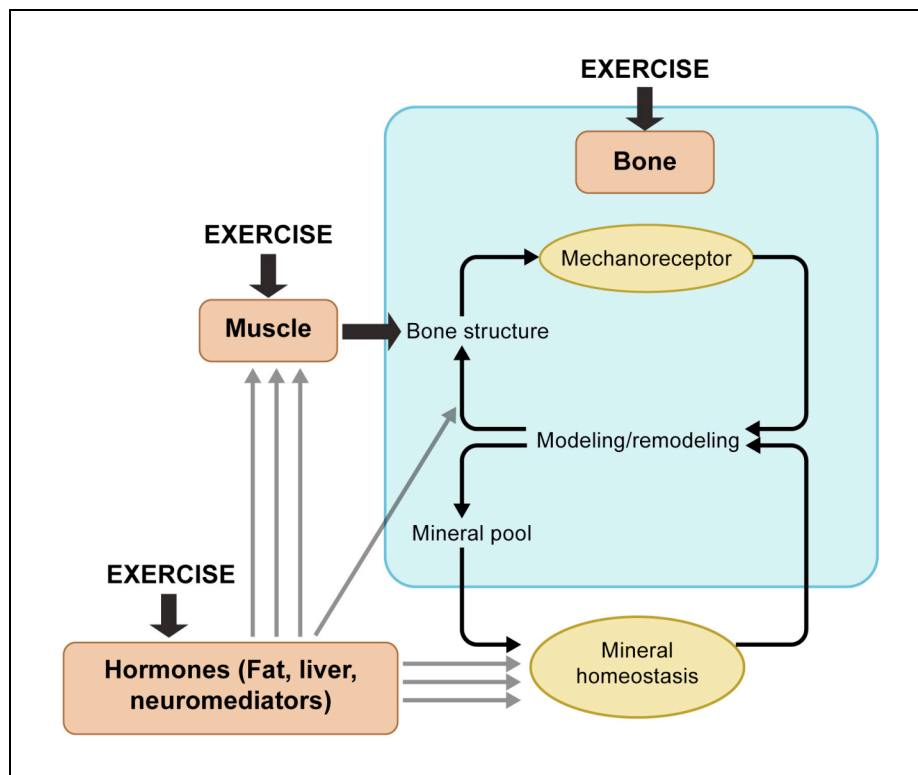 EXERCISE
Bone
EXERCISE
Mechanoreceptor
Muscle
Bone structure
Modeling/remodeling
Mineral pool
EXERCISE
Hormones (Fat, liver,
neuromediators)
Mineral
homeostasis